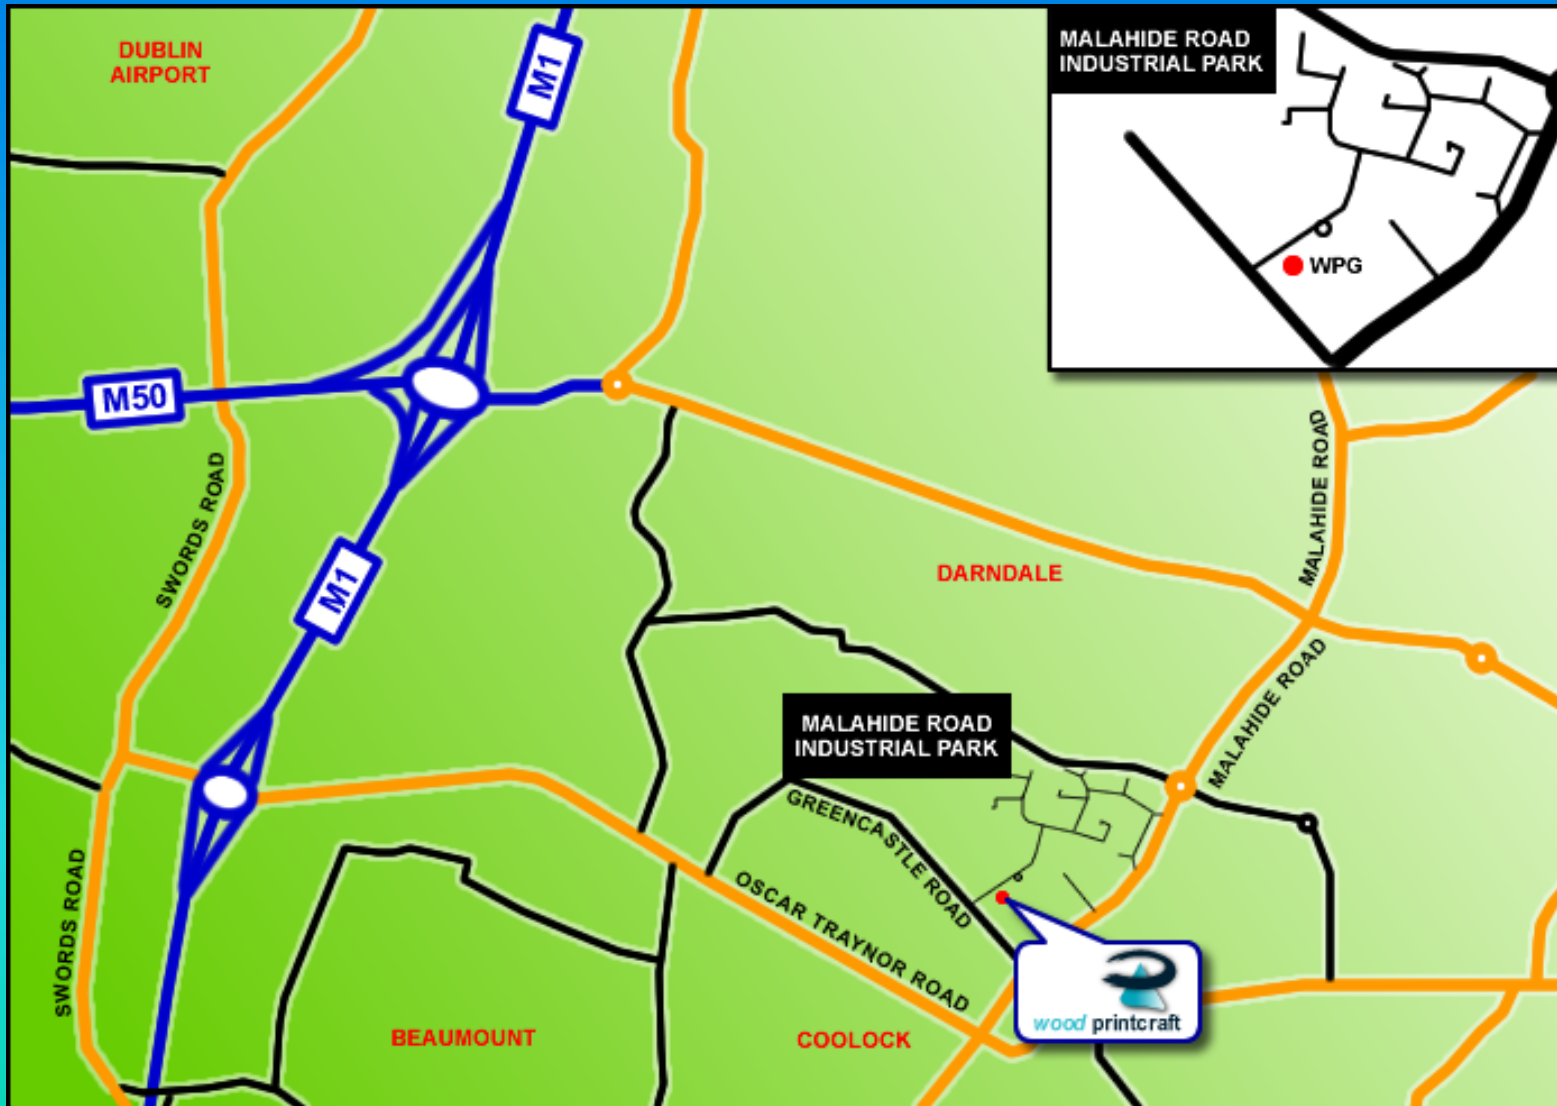 DUBLIN
AIRPORT
M1
MALAHIDE ROAD
INDUSTRIAL PARK
WPG
M50
SWORDS ROAD
M1
MALAHIDE ROAD
DARNDALE
MALAHIDE ROAD
MALAHIDE ROAD
INDUSTRIAL PARK
GREENCASTLE ROAD
OSCAR TRAYNOR ROAD
SWORDS ROAD
BEAUMOUNT
COOLOCK
wood printcraft